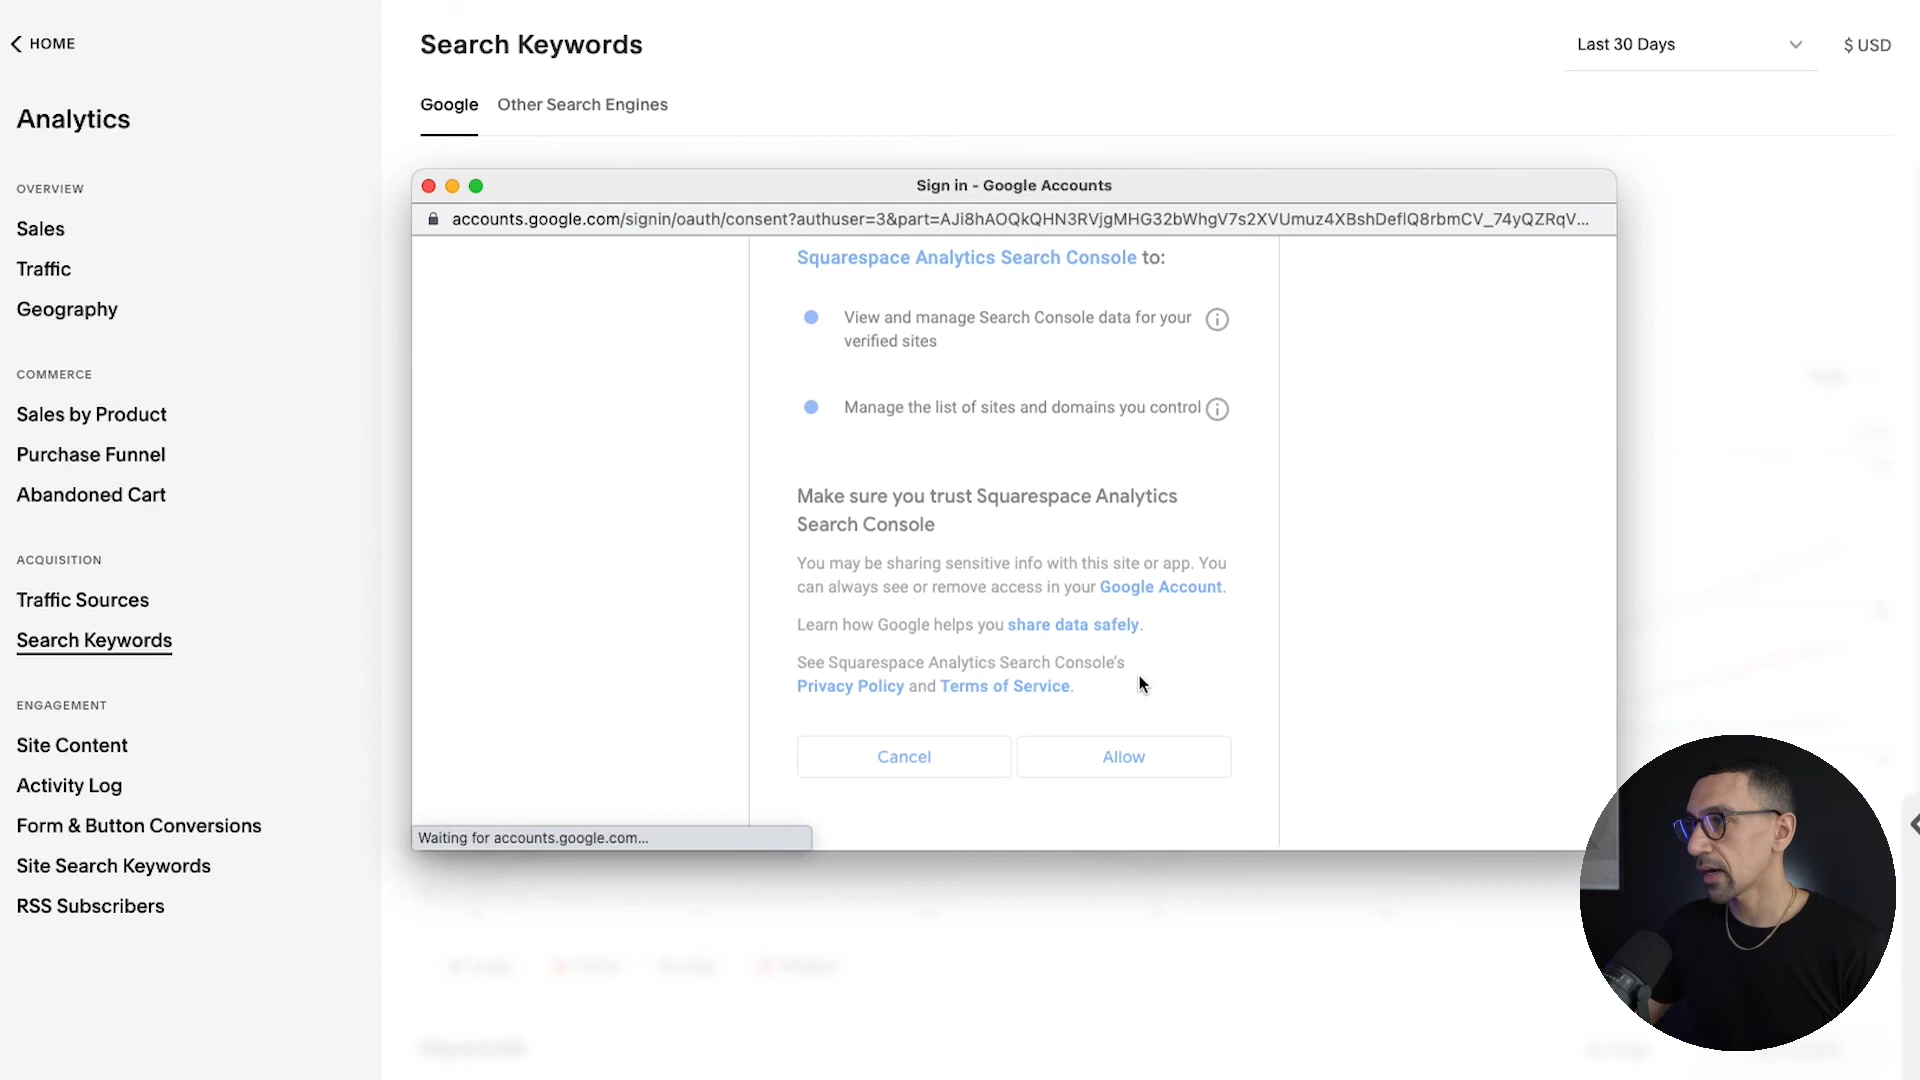 HOME
Analytics
OVERVIEW
Sales
Traffic
Geography
COMMERCE
Sales by Product
Purchase Funnel
Abandoned Cart
ACQUISITION
Traffic Sources
Search Keywords
ENGAGEMENT
Site Content
Activity Log
Form & Button Conversions
Site Search Keywords
RSS Subscribers
Search Keywords
Last 30 Days
$ USD
Google
Other Search Engines
Sign in - Google Accounts
accounts.google.com/signin/oauth/consent?authuser=3&part=AJi8hAOQkQHN3RVjgMHG32bWhgV7s2XVUmuz4XBshDeflQ8rbmCV_74yQZRqV...
Squarespace Analytics Search Console to:
View and manage Search Console data for your
verified sites
Manage the list of sites and domains you control
Make sure you trust Squarespace Analytics
Search Console
You may be sharing sensitive info with this site or app. You
can always see or remove access in your Google Account.
Learn how Google helps you share data safely.
See Squarespace Analytics Search Console's
Privacy Policy and Terms of Service.
Cancel
Allow
Waiting for accounts.google.com...